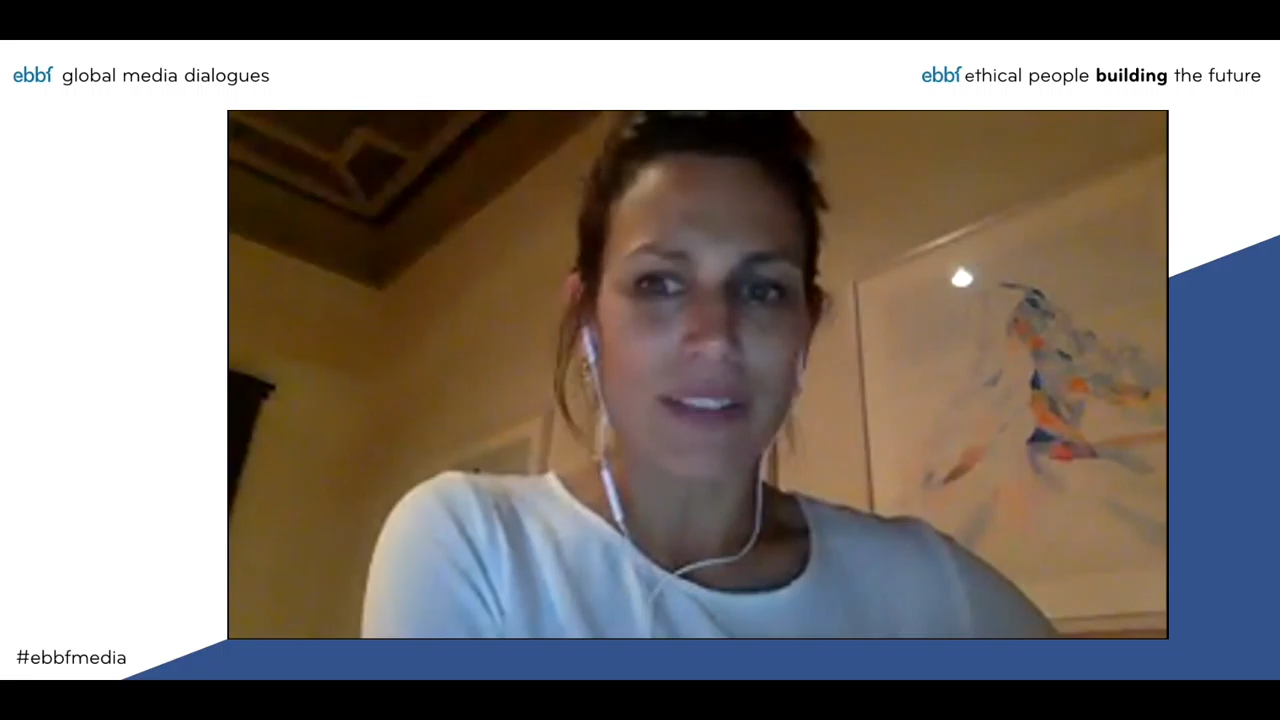 ebbf global media dialogues
ebbf ethical people building the future
#ebbfmedia